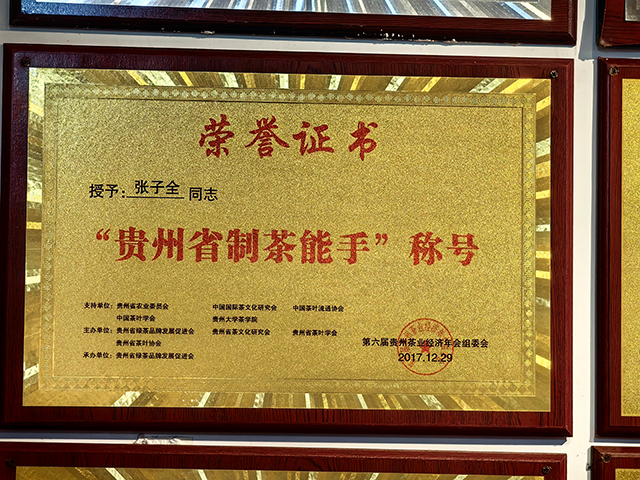 荣誉证书
授予：张子全 同志
“贵州省制茶能手”称号
支持单位：贵州省农业委员会 中国国际茶文化研究会 中国茶叶流通协会
中国茶叶学会 贵州大学茶学院
主办单位：贵州省绿茶品牌发展促进会 贵州省茶文化研究会 贵州省茶叶学会
贵州省茶叶协会
承办单位：贵州省绿茶品牌发展促进会
第六届贵州茶业经济年会组委会
2017.12.29